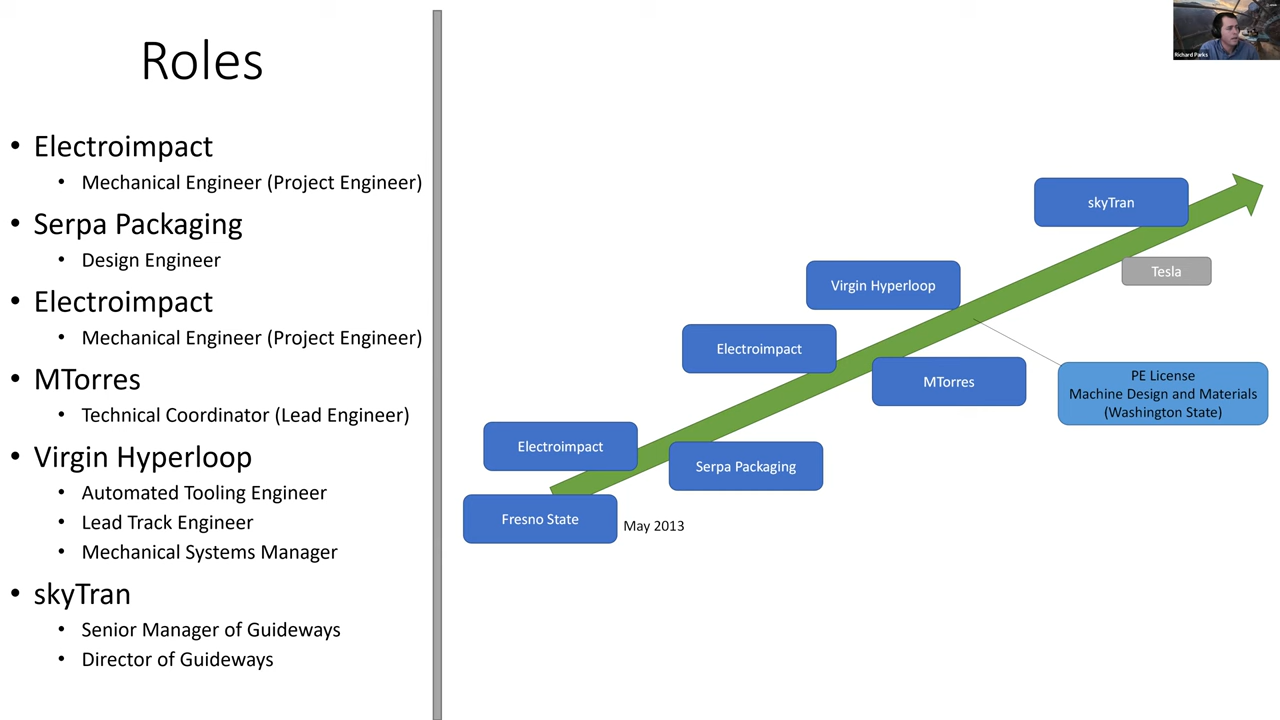 Roles
• Electroimpact
• Mechanical Engineer (Project Engineer)
• Serpa Packaging
• Design Engineer
• Electroimpact
• Mechanical Engineer (Project Engineer)
• MTorres
• Technical Coordinator (Lead Engineer)
• Virgin Hyperloop
• Automated Tooling Engineer
• Lead Track Engineer
• Mechanical Systems Manager
• skyTran
• Senior Manager of Guideways
• Director of Guideways
Richard Parks
skyTran
Tesla
Virgin Hyperloop
Electroimpact
MTorres
PE License
Machine Design and Materials
(Washington State)
Electroimpact
Serpa Packaging
Fresno State
May 2013